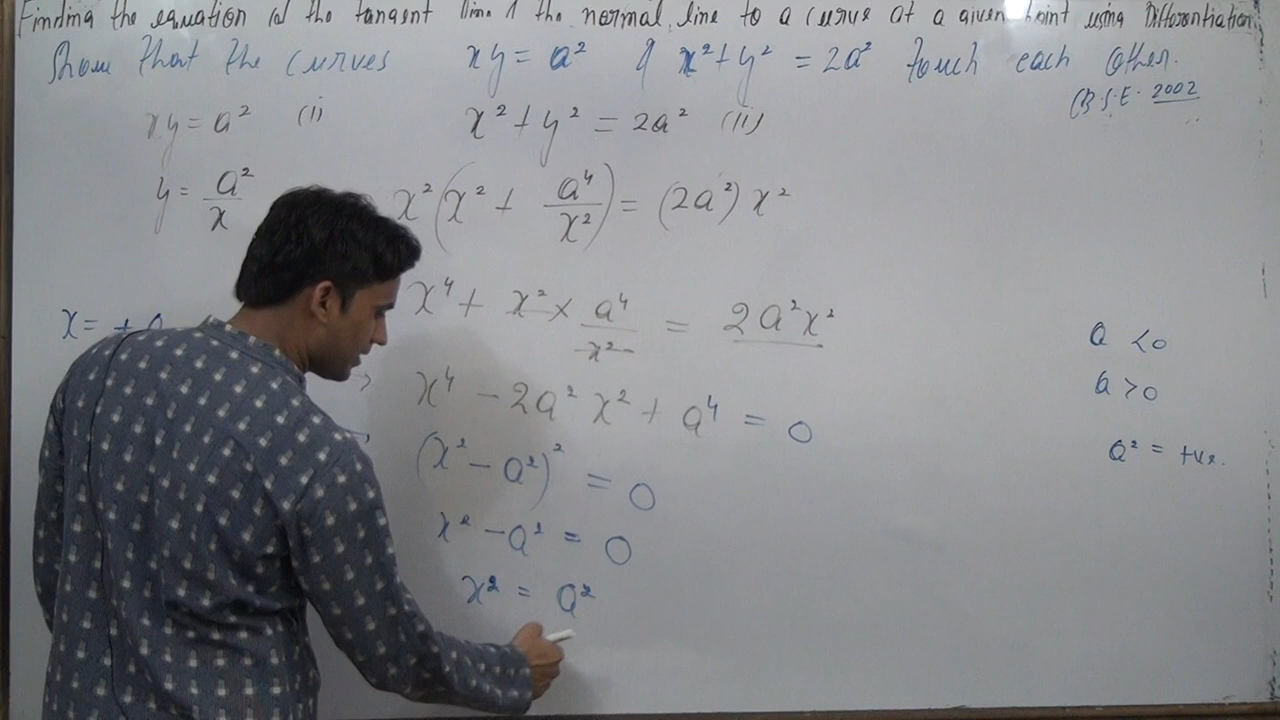 Finding the equation of the tangent line & the normal line to a curve at a given point using Differentiation
Show that the curves xy = a² & x²+y² = 2a² touch each other.
C.B.S.E. 2002
xy = a² (i) x² + y² = 2a² (ii)
y = a²/x x²(x² + a⁴/x²) = (2a²) x²
x⁴ + x² × a⁴/x² = 2a²x²
x = ± a
a < 0
→ x⁴ - 2a² x² + a⁴ = 0
a > 0
→ (x² - a²)² = 0
a² = +ve.
x² - a² = 0
x² = a²